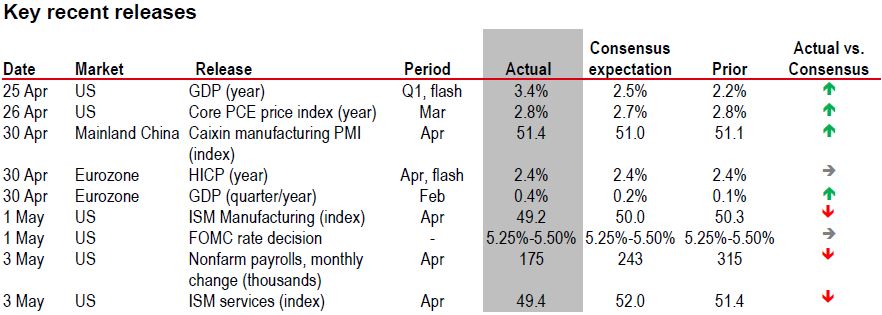 Key recent releases
Consensus Actual vs.
Date Market Release Period Actual expectation Prior Consensus
25 Apr US GDP (year) Q1, flash 3.4% 2.5% 2.2% ↑
26 Apr US Core PCE price index (year) Mar 2.8% 2.7% 2.8% ↑
30 Apr Mainland China Caixin manufacturing PMI Apr 51.4 51.0 51.1 ↑
(index)
30 Apr Eurozone HICP (year) Apr, flash 2.4% 2.4% 2.4% →
30 Apr Eurozone GDP (quarter/year) Feb 0.4% 0.2% 0.1% ↑
1 May US ISM Manufacturing (index) Apr 49.2 50.0 50.3 ↓
1 May US FOMC rate decision - 5.25%-5.50% 5.25%-5.50% 5.25%-5.50% →
3 May US Nonfarm payrolls, monthly Apr 175 243 315 ↓
change (thousands)
3 May US ISM services (index) Apr 49.4 52.0 51.4 ↓